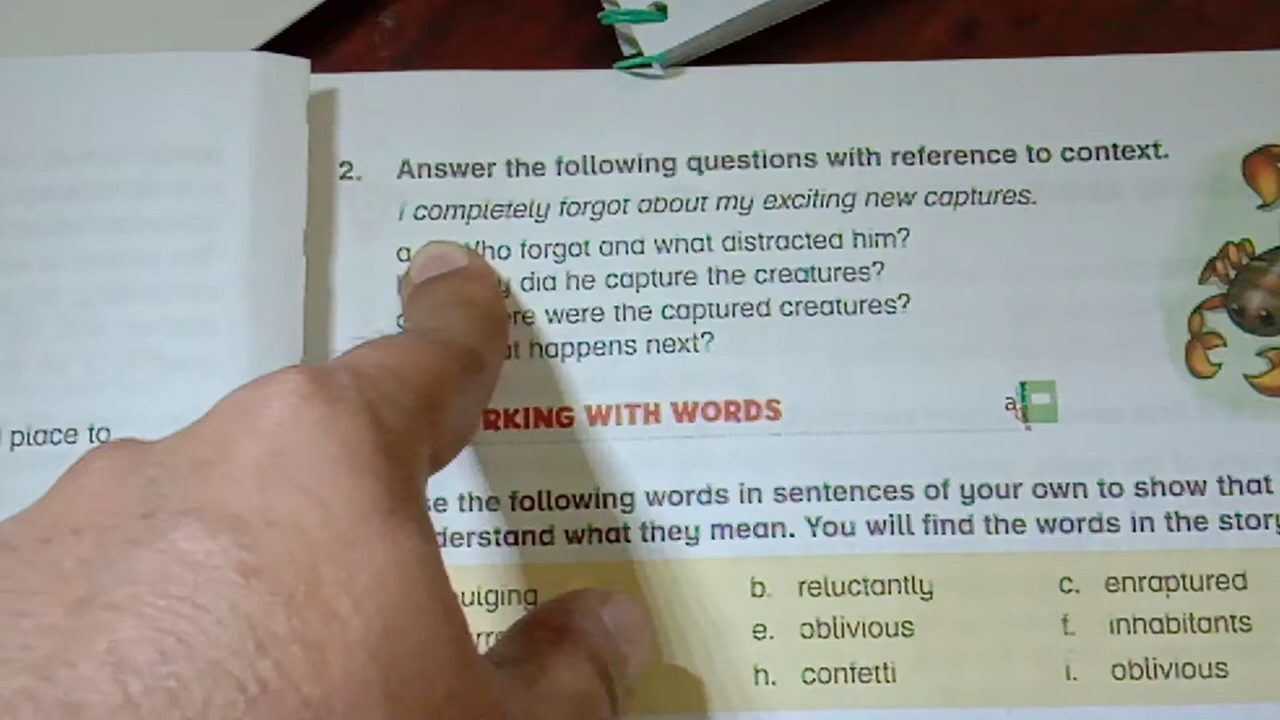 place to
2. Answer the following questions with reference to context.
I completely forgot about my exciting new captures.
a. Who forgot and what distracted him?
did he capture the creatures?
were the captured creatures?
happens next?
WITH WORDS
the following words in sentences of your own to show that
what they mean. You will find the words in the story
b. reluctantly c. enraptured
e. oblivious f. inhabitants
h. confetti i. oblivious